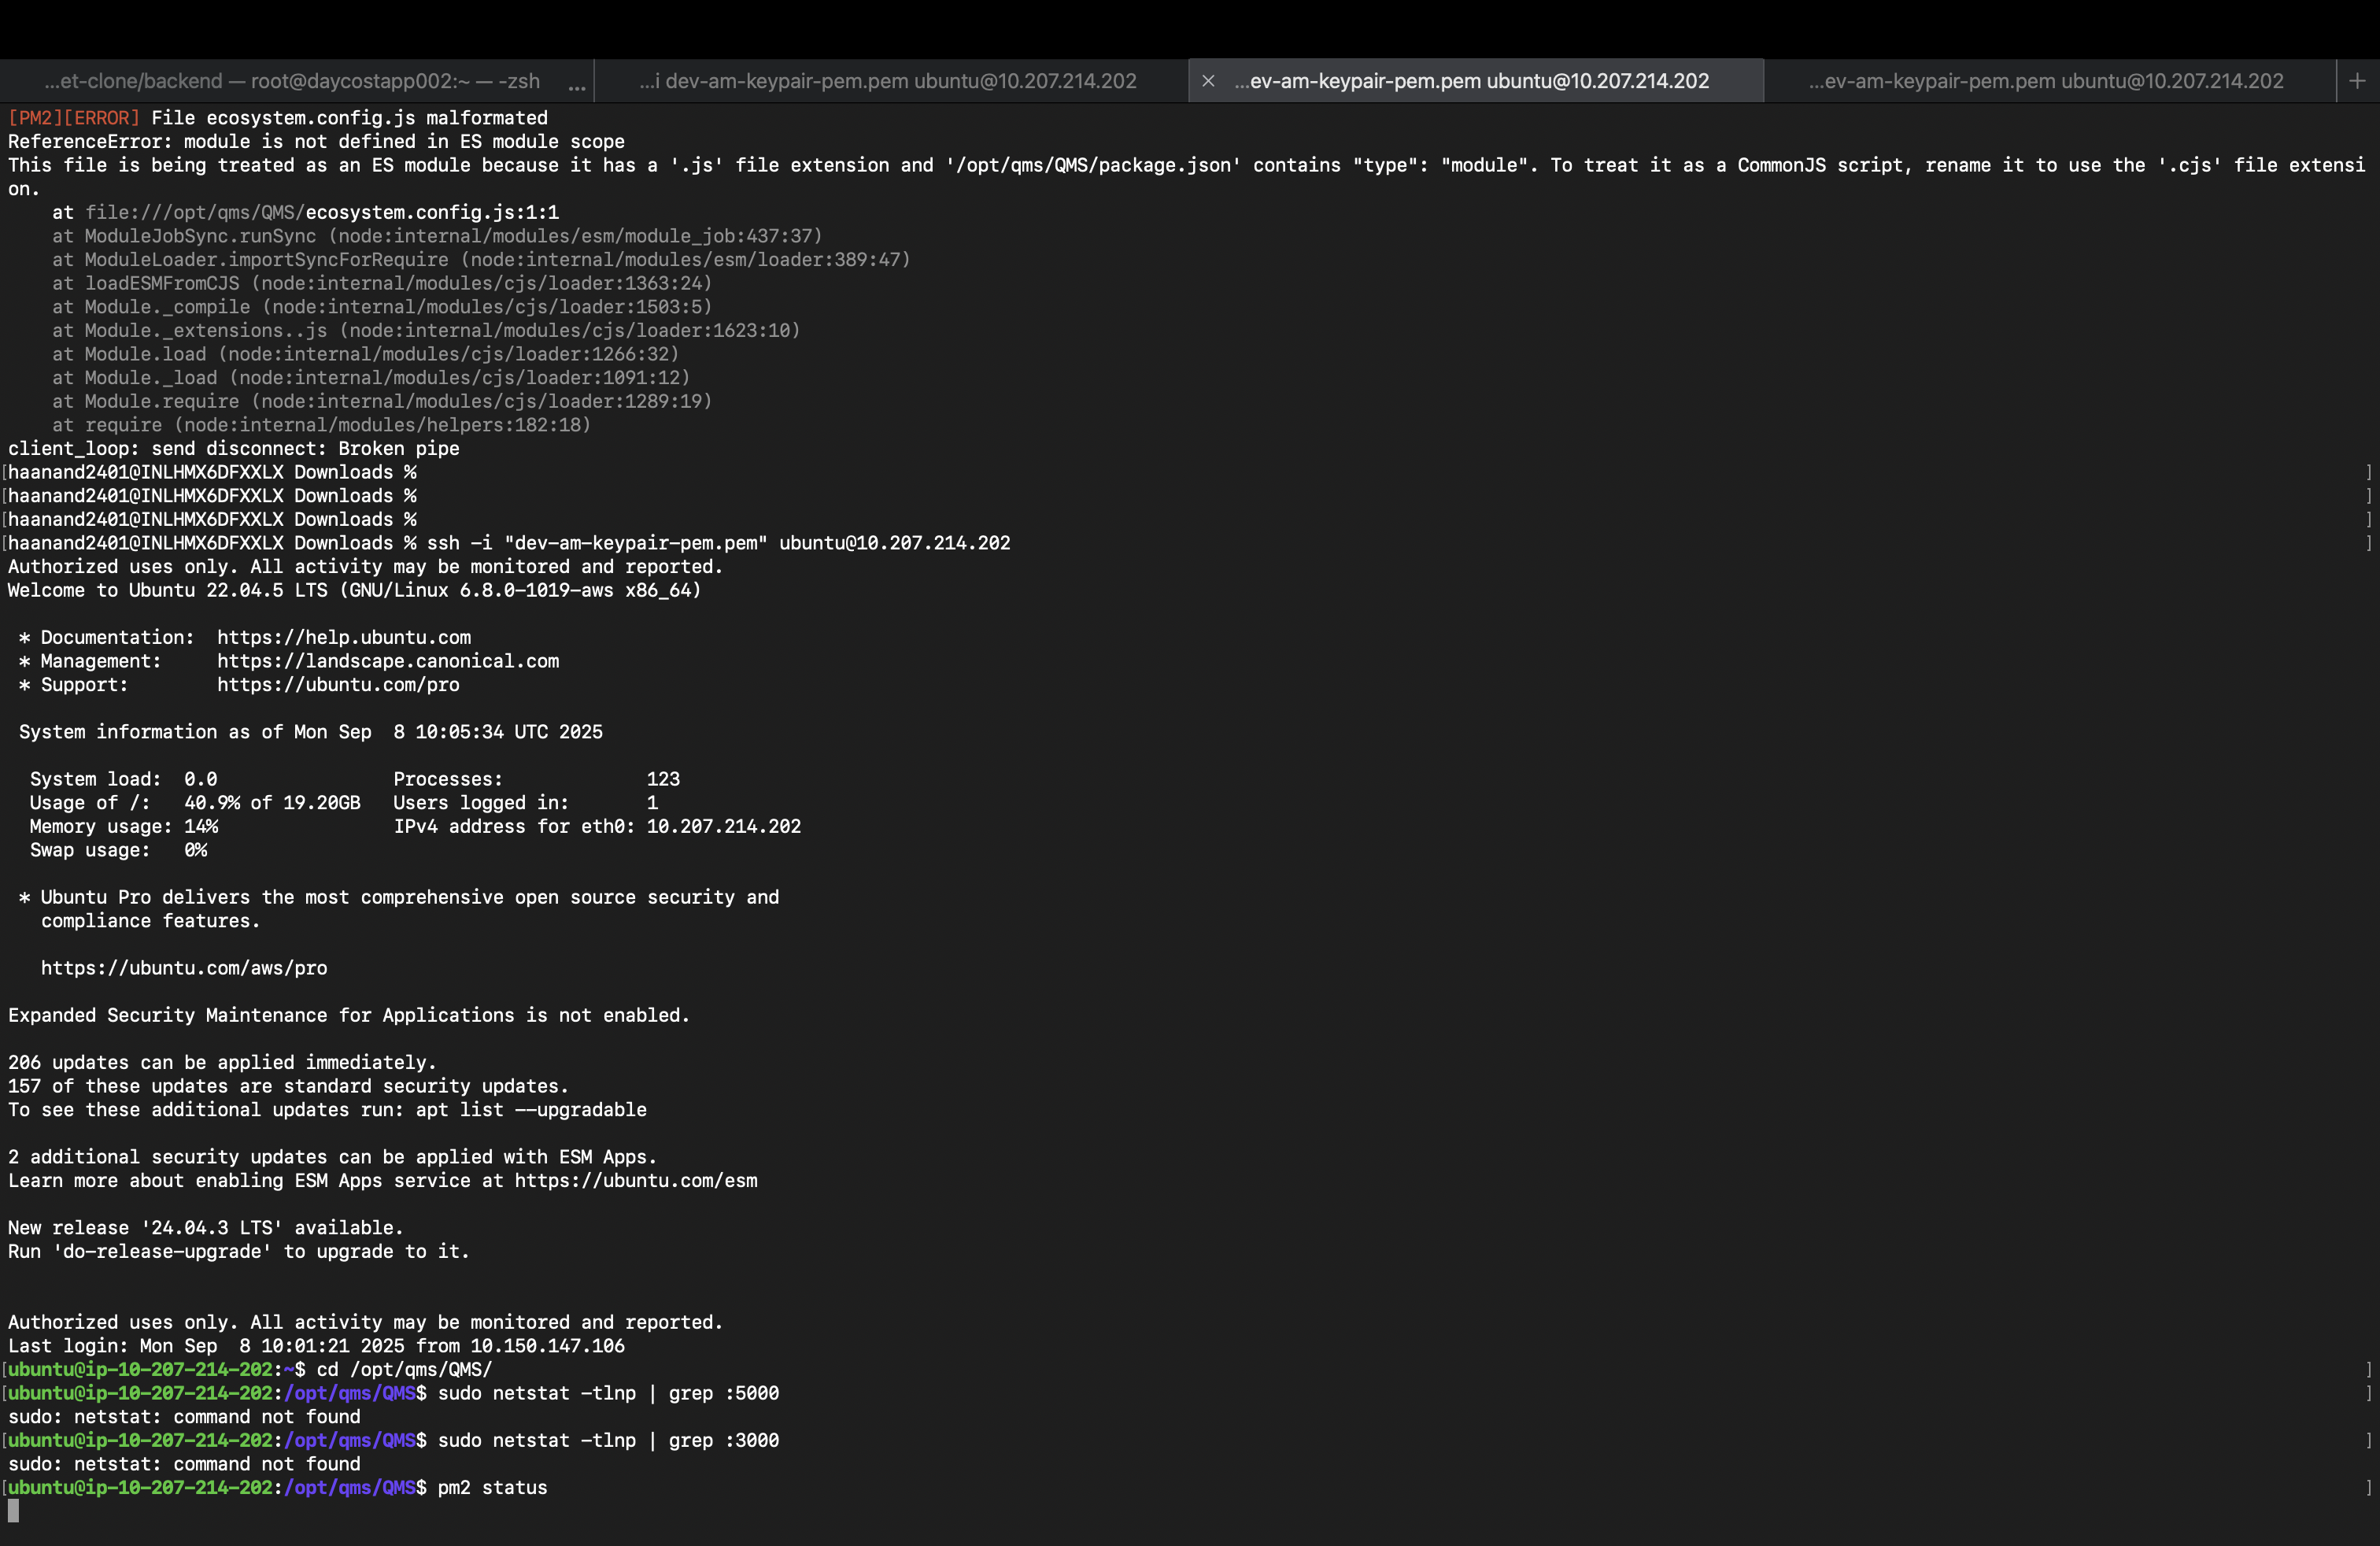 ...et-clone/backend — root@daycostapp002:~ — -zsh ...
...i dev-am-keypair-pem.pem ubuntu@10.207.214.202
× ...ev-am-keypair-pem.pem ubuntu@10.207.214.202
...ev-am-keypair-pem.pem ubuntu@10.207.214.202 +
[PM2][ERROR] File ecosystem.config.js malformated
ReferenceError: module is not defined in ES module scope
This file is being treated as an ES module because it has a '.js' file extension and '/opt/qms/QMS/package.json' contains "type": "module". To treat it as a CommonJS script, rename it to use the '.cjs' file extensi
on.
    at file:///opt/qms/QMS/ecosystem.config.js:1:1
    at ModuleJobSync.runSync (node:internal/modules/esm/module_job:437:37)
    at ModuleLoader.importSyncForRequire (node:internal/modules/esm/loader:389:47)
    at loadESMFromCJS (node:internal/modules/cjs/loader:1363:24)
    at Module._compile (node:internal/modules/cjs/loader:1503:5)
    at Module._extensions..js (node:internal/modules/cjs/loader:1623:10)
    at Module.load (node:internal/modules/cjs/loader:1266:32)
    at Module._load (node:internal/modules/cjs/loader:1091:12)
    at Module.require (node:internal/modules/cjs/loader:1289:19)
    at require (node:internal/modules/helpers:182:18)
client_loop: send disconnect: Broken pipe
[haanand2401@INLHMX6DFXXLX Downloads % ]
[haanand2401@INLHMX6DFXXLX Downloads % ]
[haanand2401@INLHMX6DFXXLX Downloads % ]
[haanand2401@INLHMX6DFXXLX Downloads % ssh -i "dev-am-keypair-pem.pem" ubuntu@10.207.214.202 ]
Authorized uses only. All activity may be monitored and reported.
Welcome to Ubuntu 22.04.5 LTS (GNU/Linux 6.8.0-1019-aws x86_64)
 * Documentation:  https://help.ubuntu.com
 * Management:     https://landscape.canonical.com
 * Support:        https://ubuntu.com/pro
 System information as of Mon Sep  8 10:05:34 UTC 2025
  System load:  0.0                Processes:             123
  Usage of /:   40.9% of 19.20GB   Users logged in:       1
  Memory usage: 14%                IPv4 address for eth0: 10.207.214.202
  Swap usage:   0%
 * Ubuntu Pro delivers the most comprehensive open source security and
   compliance features.
   https://ubuntu.com/aws/pro
Expanded Security Maintenance for Applications is not enabled.
206 updates can be applied immediately.
157 of these updates are standard security updates.
To see these additional updates run: apt list --upgradable
2 additional security updates can be applied with ESM Apps.
Learn more about enabling ESM Apps service at https://ubuntu.com/esm
New release '24.04.3 LTS' available.
Run 'do-release-upgrade' to upgrade to it.
Authorized uses only. All activity may be monitored and reported.
Last login: Mon Sep  8 10:01:21 2025 from 10.150.147.106
[ubuntu@ip-10-207-214-202:~$ cd /opt/qms/QMS/ ]
[ubuntu@ip-10-207-214-202:/opt/qms/QMS$ sudo netstat -tlnp | grep :5000 ]
sudo: netstat: command not found
[ubuntu@ip-10-207-214-202:/opt/qms/QMS$ sudo netstat -tlnp | grep :3000 ]
sudo: netstat: command not found
[ubuntu@ip-10-207-214-202:/opt/qms/QMS$ pm2 status ]